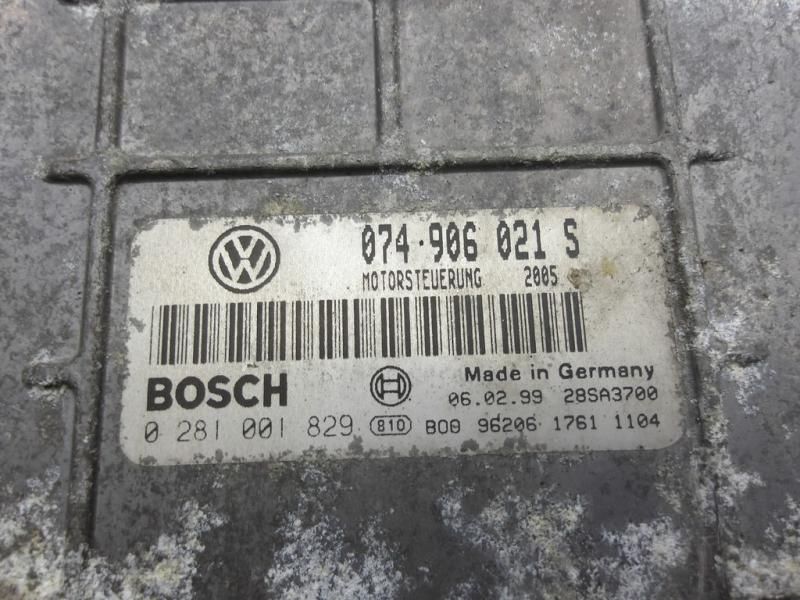 074·906 021 S
MOTORSTEUERUNG 2005
BOSCH
Made in Germany
06.02.99 28SA3700
0 281 001 829 810 BOB 96206 1761 1104